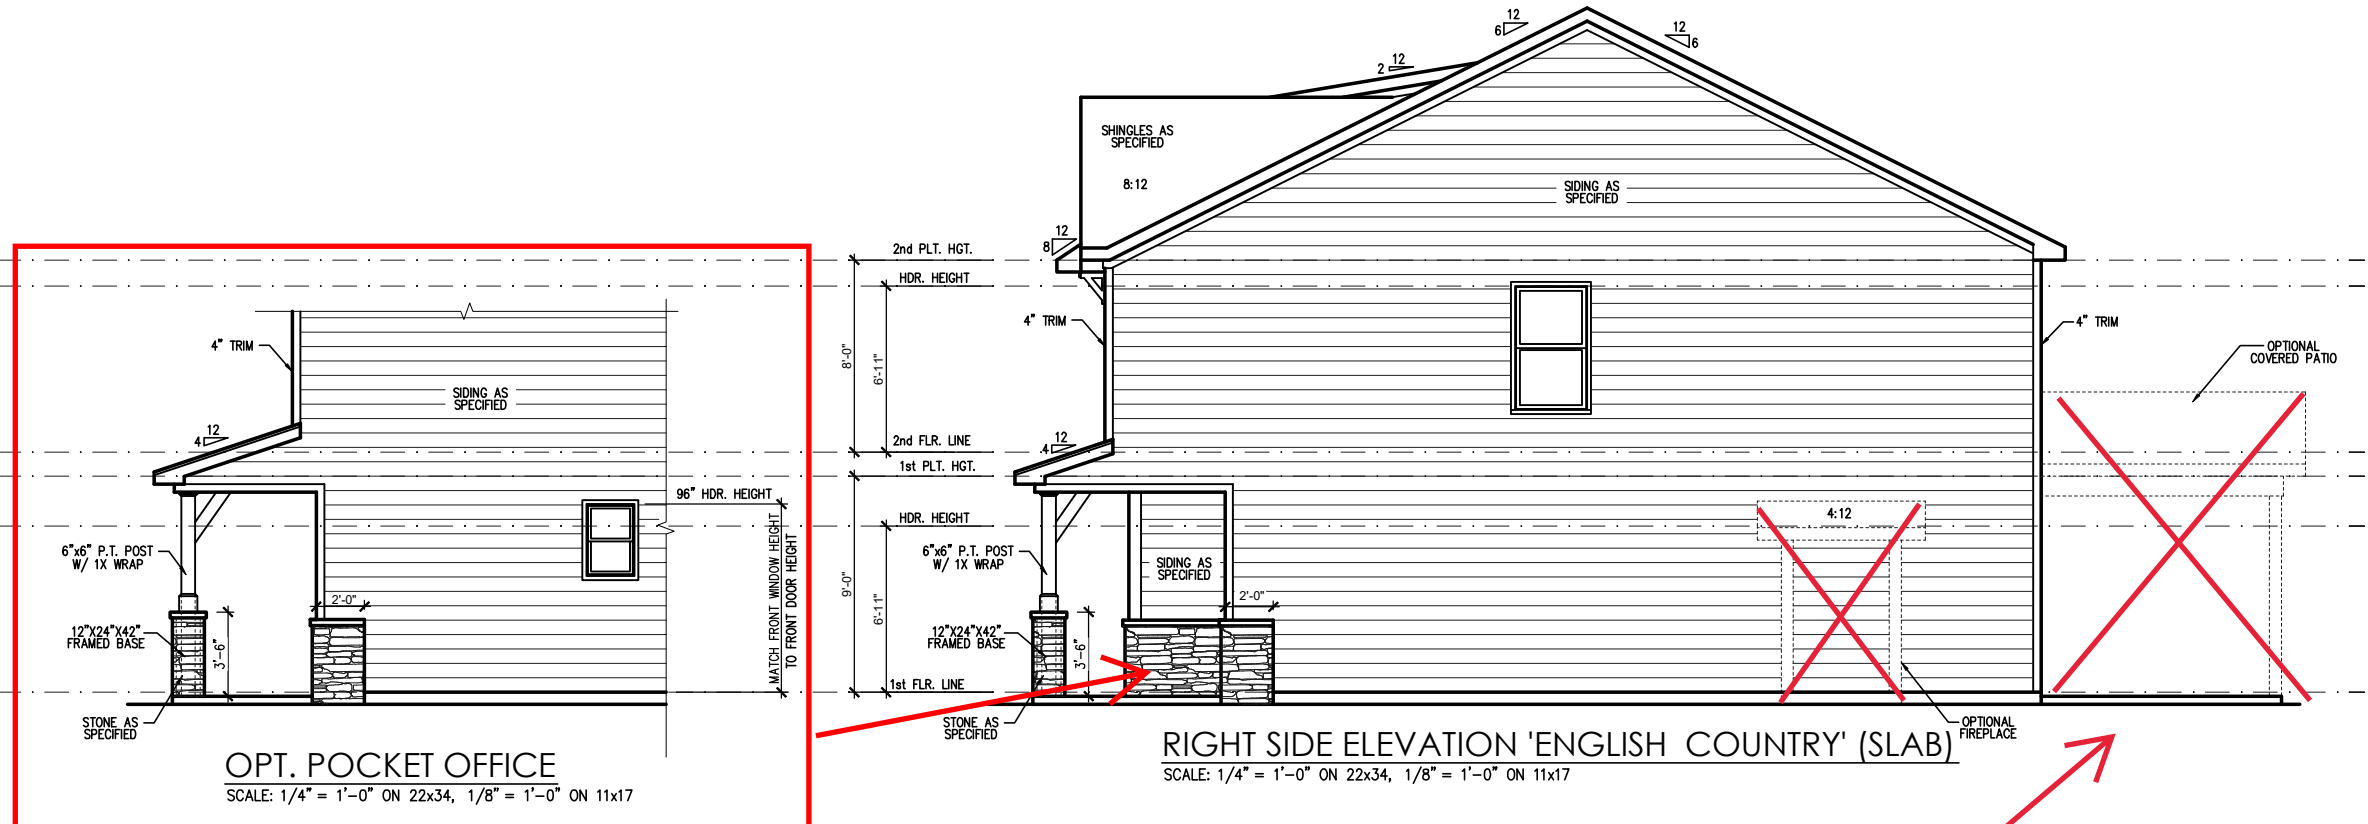 12
6
12
6
12
2
SHINGLES AS
SPECIFIED
8:12
SIDING AS
SPECIFIED
12
8
2nd PLT. HGT.
HDR. HEIGHT
4" TRIM
4" TRIM
8'-0"
6'-11"
OPTIONAL
COVERED PATIO
2nd FLR. LINE
1st PLT. HGT.
12
4
HDR. HEIGHT
4:12
6"x6" P.T. POST
W/ 1X WRAP
SIDING AS
SPECIFIED
9'-0"
6'-11"
2'-0"
12"X24"X42"
FRAMED BASE
3'-6"
1st FLR. LINE
STONE AS
SPECIFIED
OPTIONAL
FIREPLACE
RIGHT SIDE ELEVATION 'ENGLISH COUNTRY' (SLAB)
SCALE: 1/4" = 1'-0" ON 22x34, 1/8" = 1'-0" ON 11x17
4" TRIM
SIDING AS
SPECIFIED
12
4
96" HDR. HEIGHT
MATCH FRONT WINDOW HEIGHT
TO FRONT DOOR HEIGHT
6"x6" P.T. POST
W/ 1X WRAP
2'-0"
12"X24"X42"
FRAMED BASE
3'-6"
STONE AS
SPECIFIED
OPT. POCKET OFFICE
SCALE: 1/4" = 1'-0" ON 22x34, 1/8" = 1'-0" ON 11x17